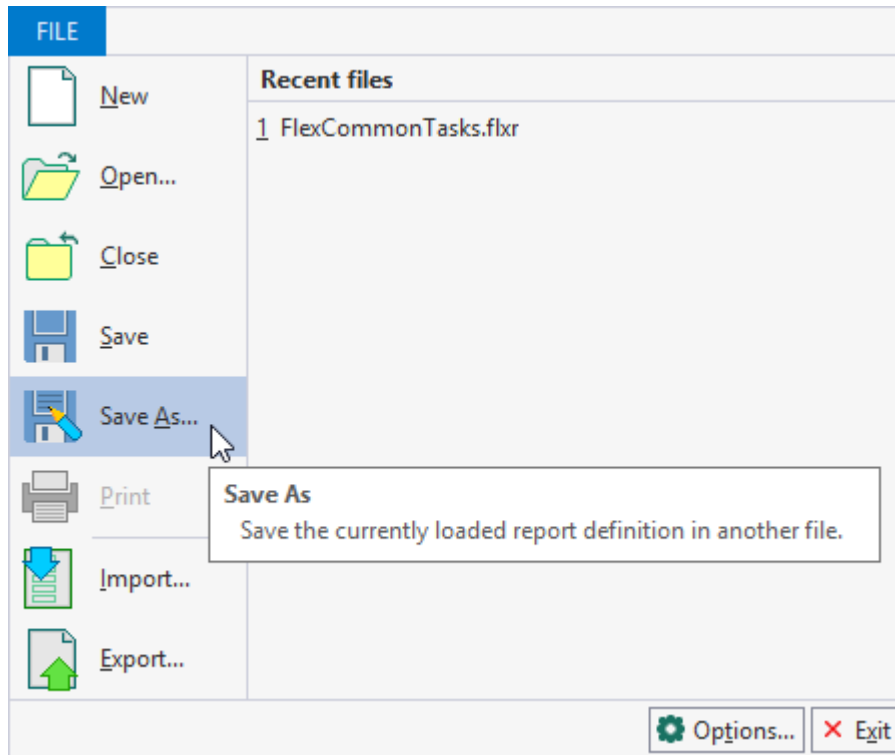 FILE
New
Open...
Close
Save
Save As...
Print
Import...
Export...
Recent files
1 FlexCommonTasks.flxr
Save As
Save the currently loaded report definition in another file.
Options...
Exit